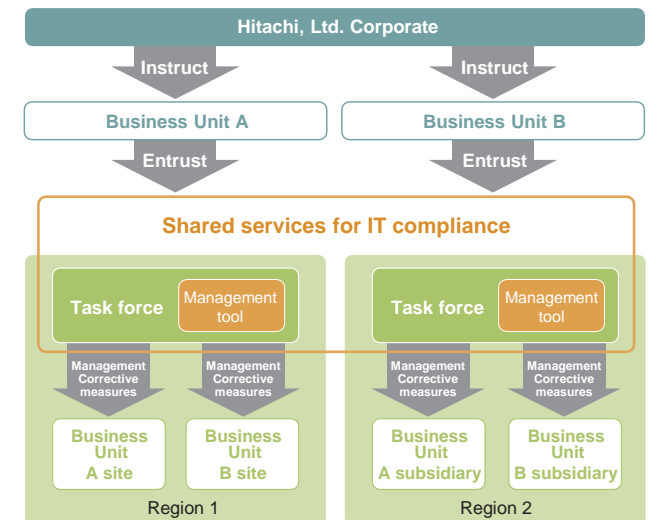 Hitachi, Ltd. Corporate
Instruct
Instruct
Business Unit A
Business Unit B
Entrust
Entrust
Shared services for IT compliance
Task force
Management
tool
Task force
Management
tool
Management
Corrective
measures
Management
Corrective
measures
Management
Corrective
measures
Management
Corrective
measures
Business
Unit
A site
Business
Unit
B site
Business
Unit
A subsidiary
Business
Unit
B subsidiary
Region 1
Region 2